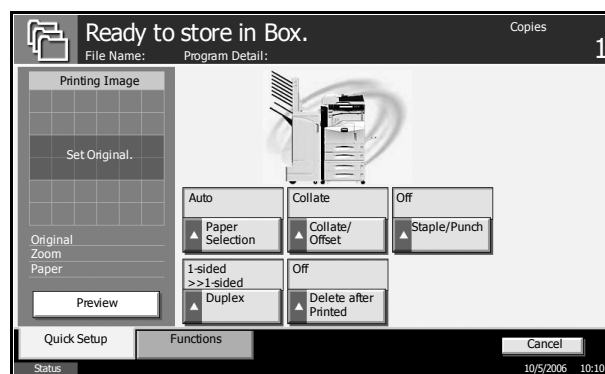 Ready to store in Box.
File Name: Program Detail:
Copies
1
Printing Image
Set Original.
Original
Zoom
Paper
Preview
Auto
Paper
Selection
Collate
Collate/
Offset
Off
Staple/Punch
1-sided
>>1-sided
Duplex
Off
Delete after
Printed
Quick Setup
Functions
Cancel
Status
10/5/2006 10:10